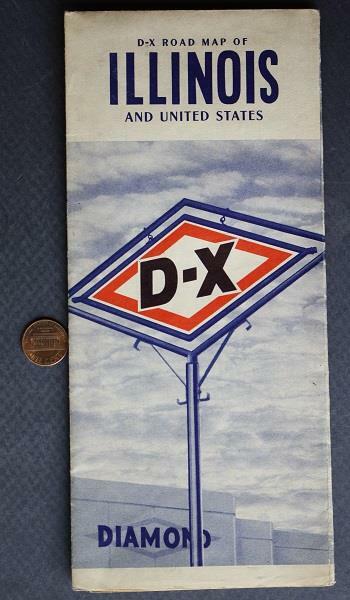 D-X ROAD MAP OF
ILLINOIS
AND UNITED STATES
D-X
DIAMOND